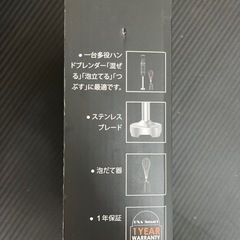 一台多役ハン
ドブレンダー「混ぜ
る」「泡立てる」「つ
ぶす」に最適です。
ステンレス
ブレード
泡だて器
1年保証
1 YEAR
WARRANTY